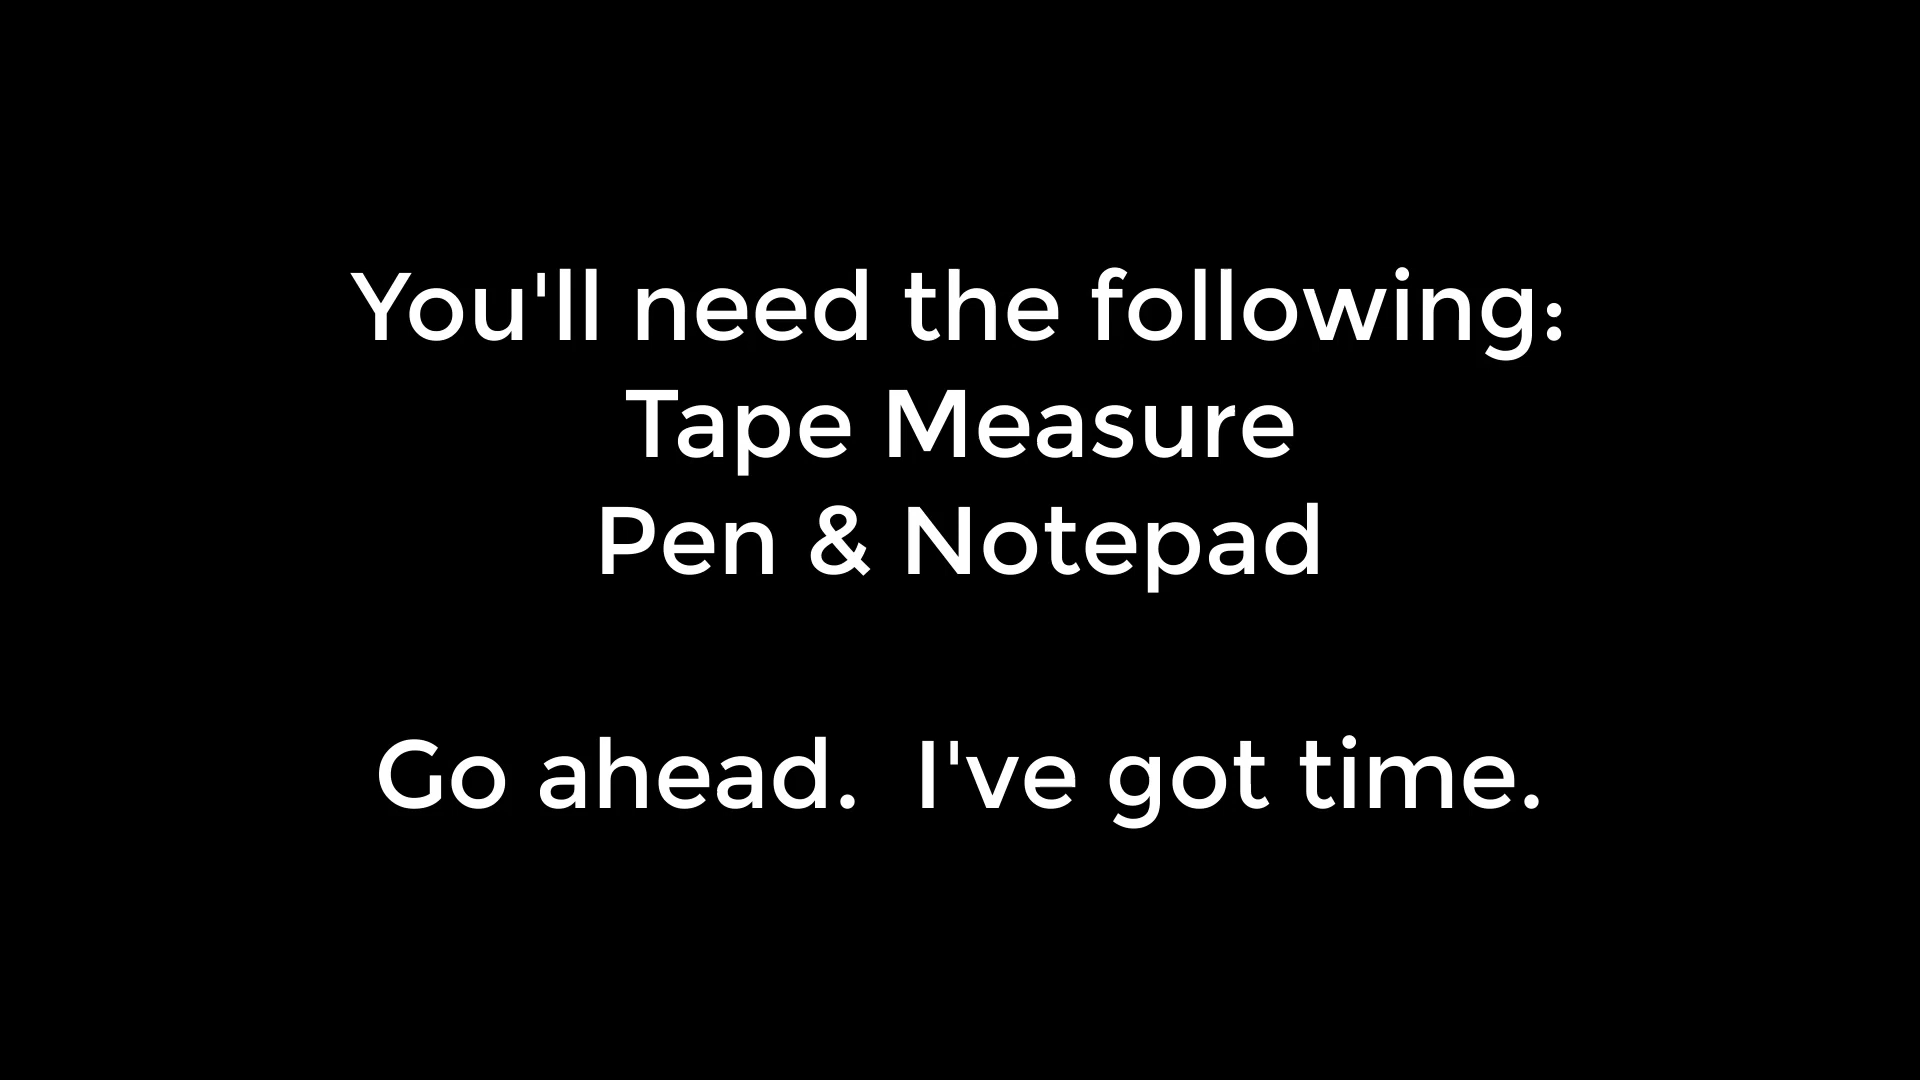 You'll need the following:
Tape Measure
Pen & Notepad
Go ahead.  I've got time.